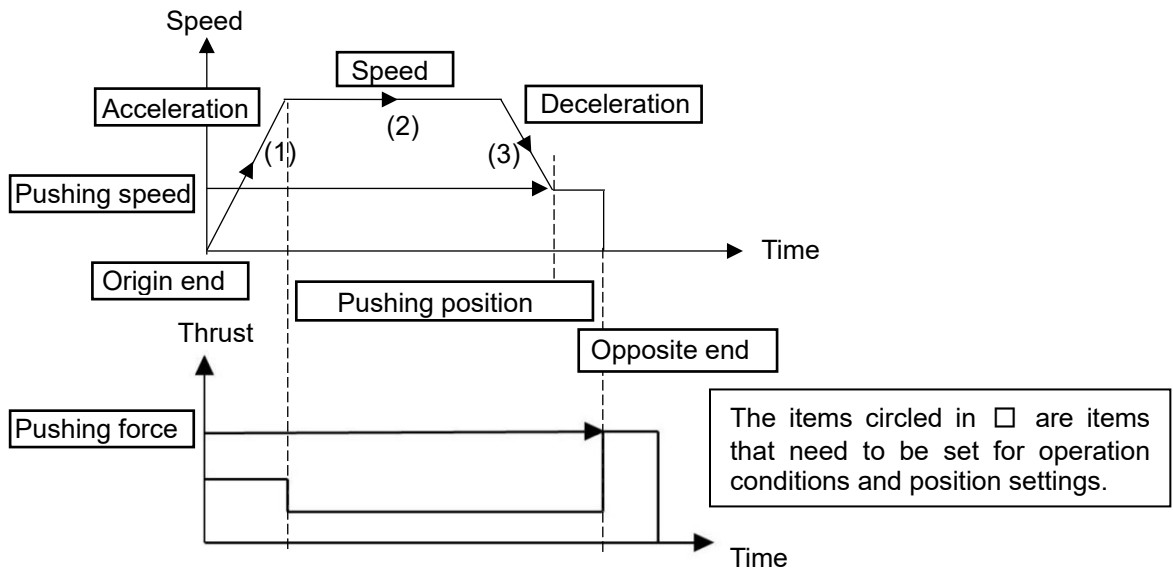 Speed
Speed
Acceleration
Deceleration
(1)
(2)
(3)
Pushing speed
Time
Origin end
Pushing position
Thrust
Opposite end
Pushing force
The items circled in □ are items
that need to be set for operation
conditions and position settings.
Time